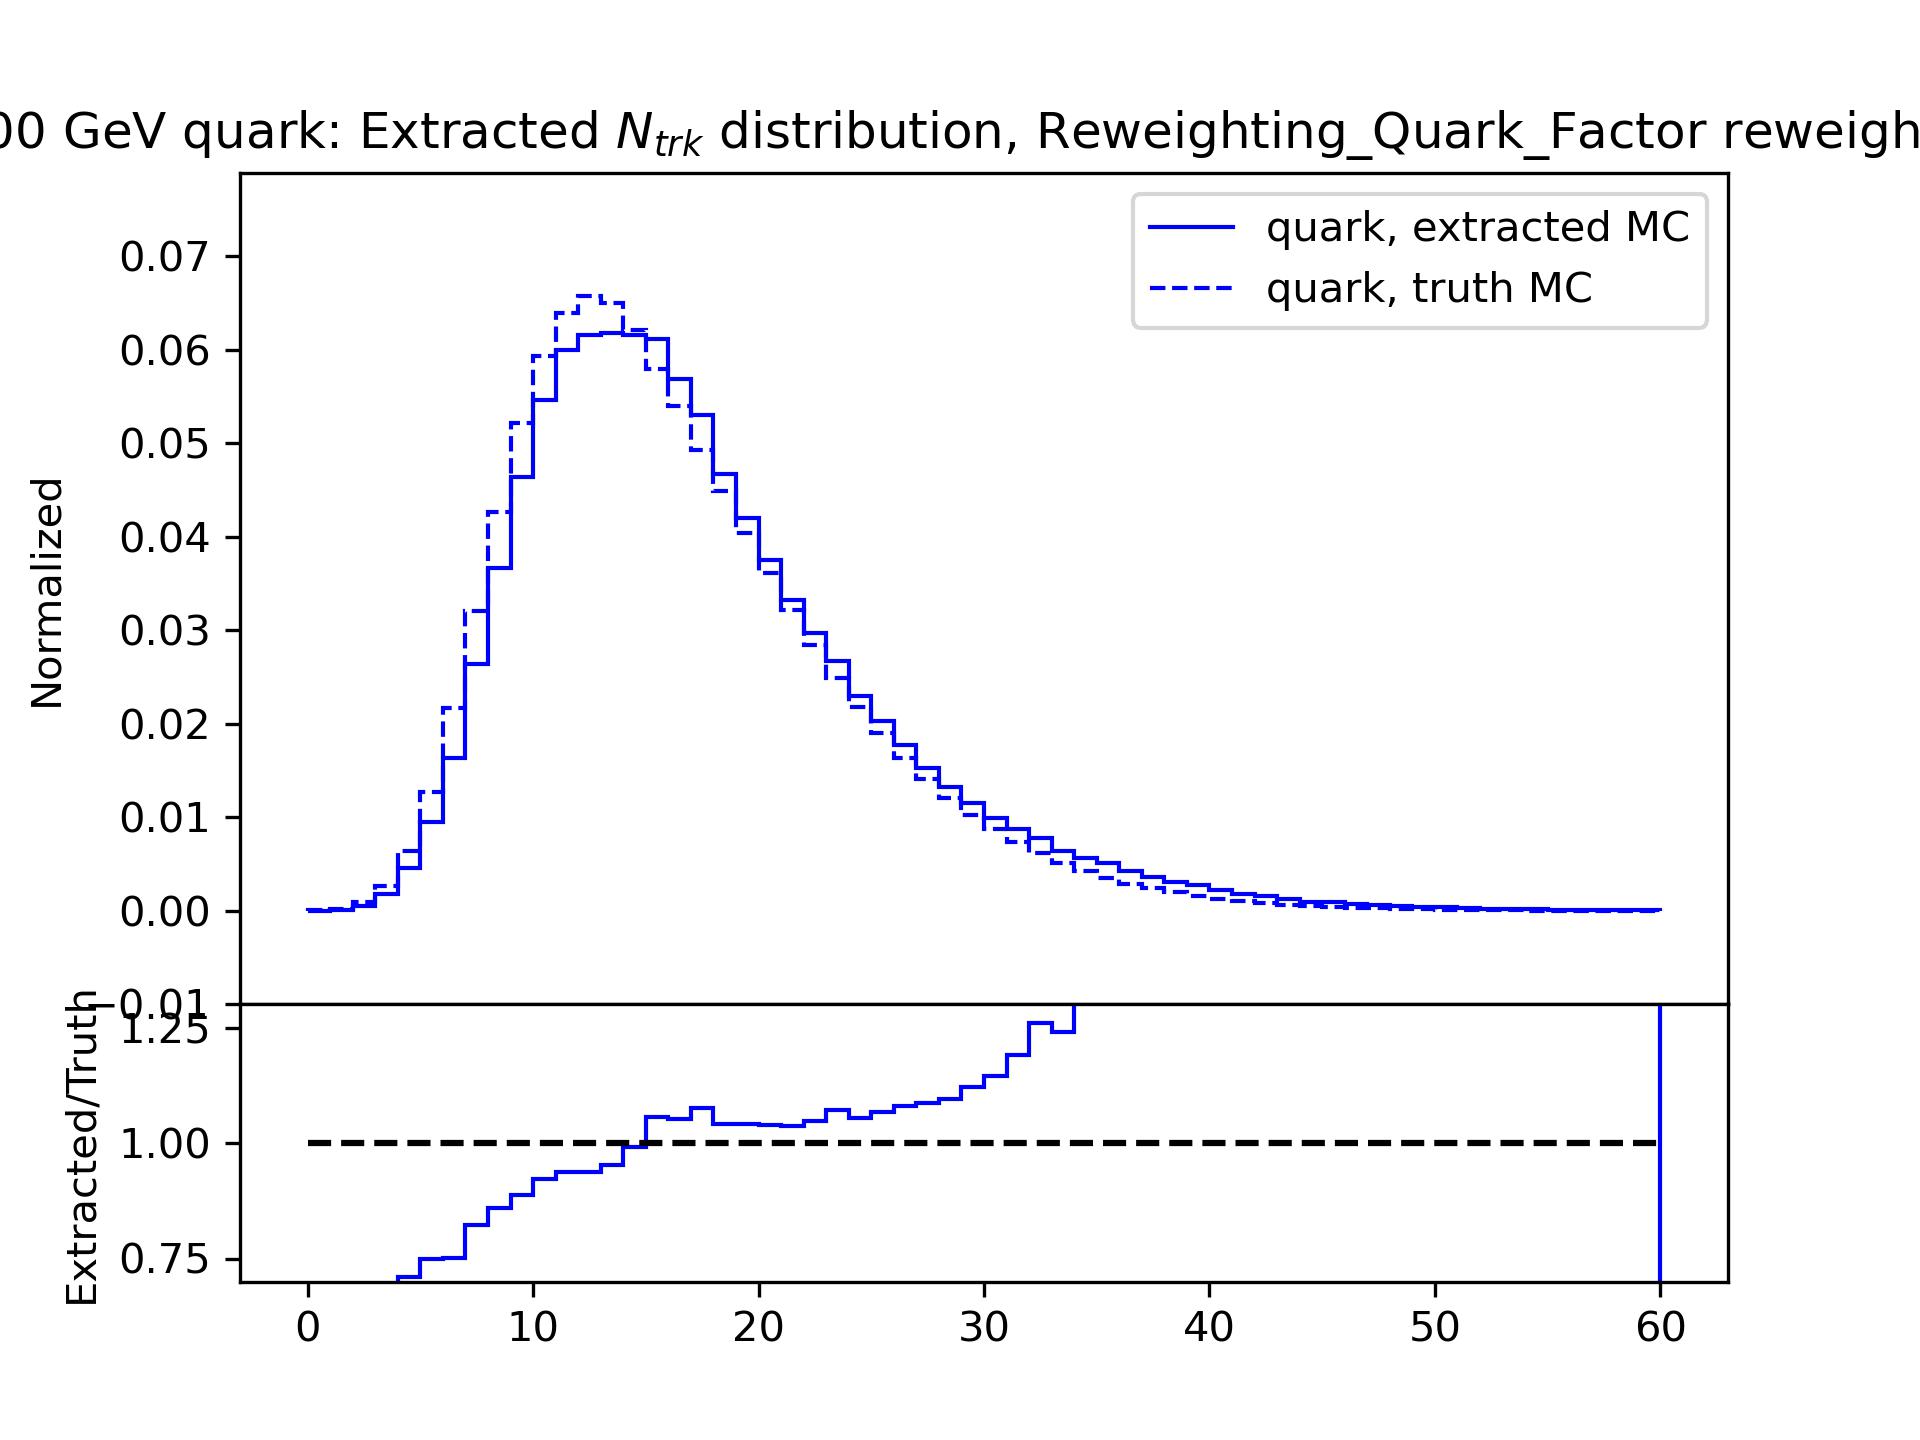 00 GeV quark: Extracted N_trk distribution, Reweighting_Quark_Factor reweigh
quark, extracted MC
quark, truth MC
Normalized
0.07
0.06
0.05
0.04
0.03
0.02
0.01
0.00
−0.01
Extracted/Truth
1.25
1.00
0.75
0 10 20 30 40 50 60